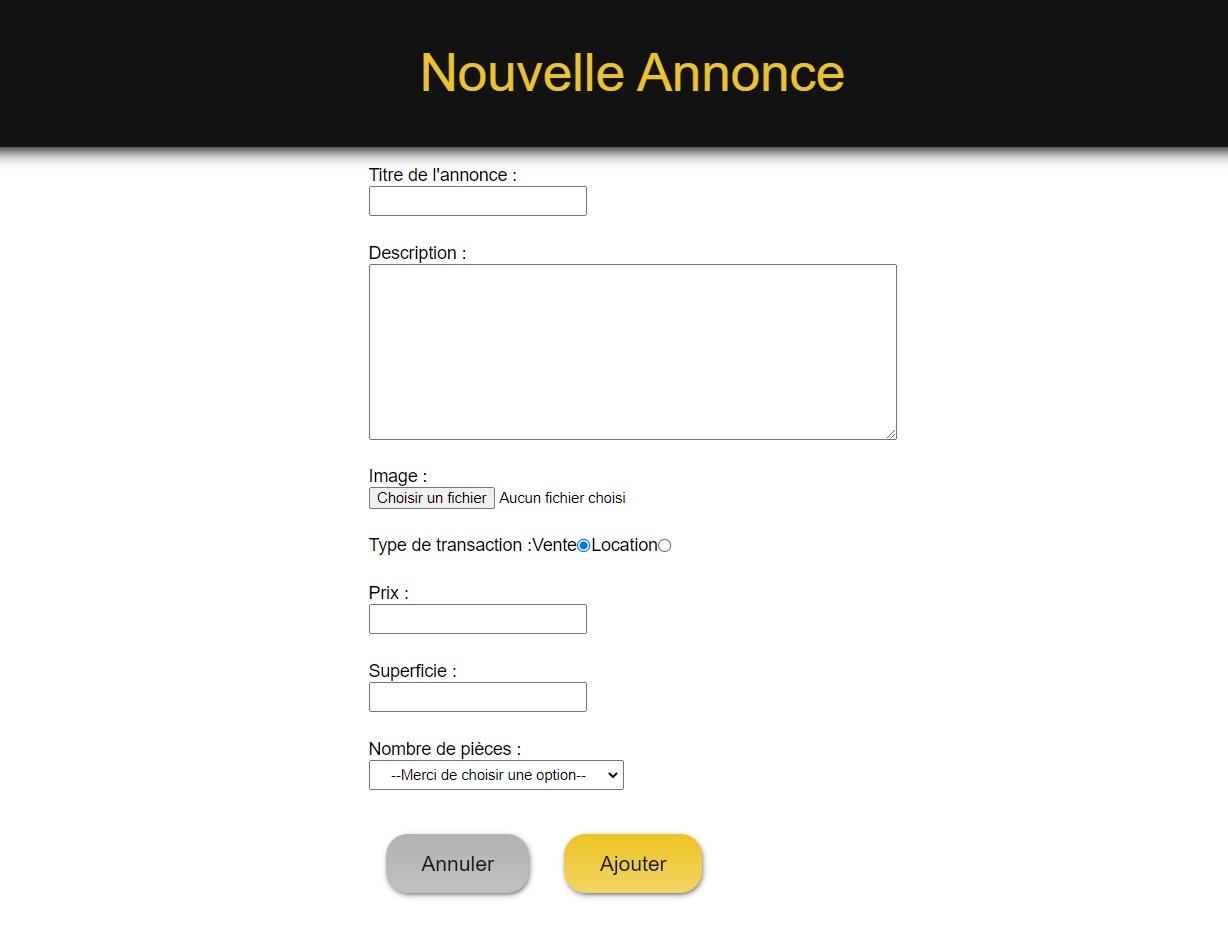 Nouvelle Annonce
Titre de l'annonce :
Description :
Image :
Choisir un fichier Aucun fichier choisi
Type de transaction :Vente Location
Prix :
Superficie :
Nombre de pièces :
--Merci de choisir une option--
Annuler Ajouter